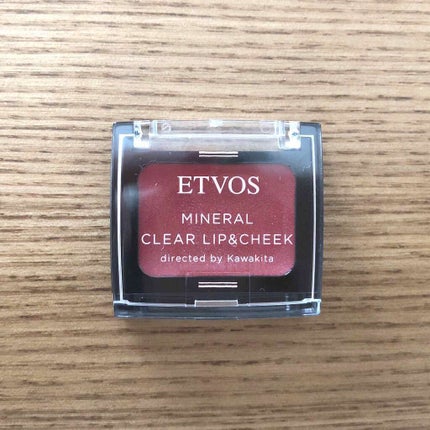 ETVOS
MINERAL
CLEAR LIP&CHEEK
directed by Kawakita